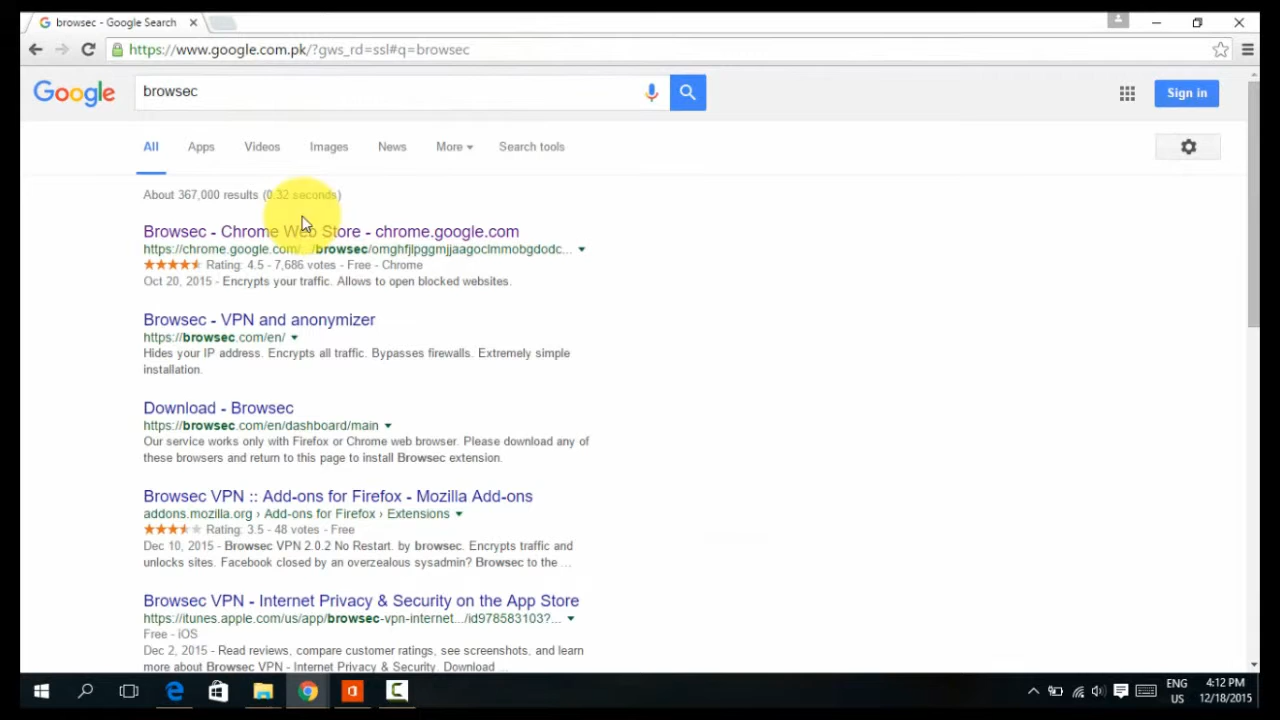 browsec - Google Search
https://www.google.com.pk/?gws_rd=ssl#q=browsec
Google
browsec
Sign in
All Apps Videos Images News More Search tools
About 367,000 results (0.32 seconds)
Browsec - Chrome Web Store - chrome.google.com
https://chrome.google.com/.../browsec/omghfjlpggmjjaagoclmmobgdodc...
Rating: 4.5 - 7,686 votes - Free - Chrome
Oct 20, 2015 - Encrypts your traffic. Allows to open blocked websites.
Browsec - VPN and anonymizer
https://browsec.com/en/
Hides your IP address. Encrypts all traffic. Bypasses firewalls. Extremely simple
installation.
Download - Browsec
https://browsec.com/en/dashboard/main
Our service works only with Firefox or Chrome web browser. Please download any of
these browsers and return to this page to install Browsec extension.
Browsec VPN :: Add-ons for Firefox - Mozilla Add-ons
addons.mozilla.org › Add-ons for Firefox › Extensions
Rating: 3.5 - 48 votes - Free
Dec 10, 2015 - Browsec VPN 2.0.2 No Restart. by browsec. Encrypts traffic and
unlocks sites. Facebook closed by an overzealous sysadmin? Browsec to the ...
Browsec VPN - Internet Privacy & Security on the App Store
https://itunes.apple.com/us/app/browsec-vpn-internet.../id978583103?...
Free - iOS
Dec 2, 2015 - Read reviews, compare customer ratings, see screenshots, and learn
more about Browsec VPN - Internet Privacy & Security. Download ...
ENG
US
4:12 PM
12/18/2015